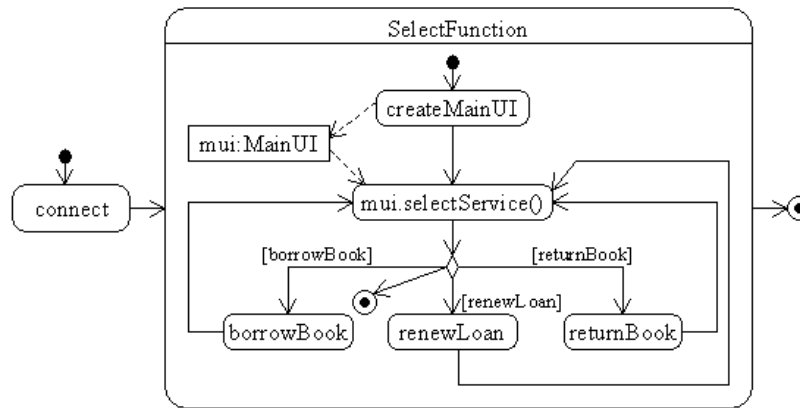 SelectFunction
createMainUI
mui:MainUI
connect
mui.selectService()
[borrowBook]
[returnBook]
[renewLoan]
borrowBook
renewLoan
returnBook